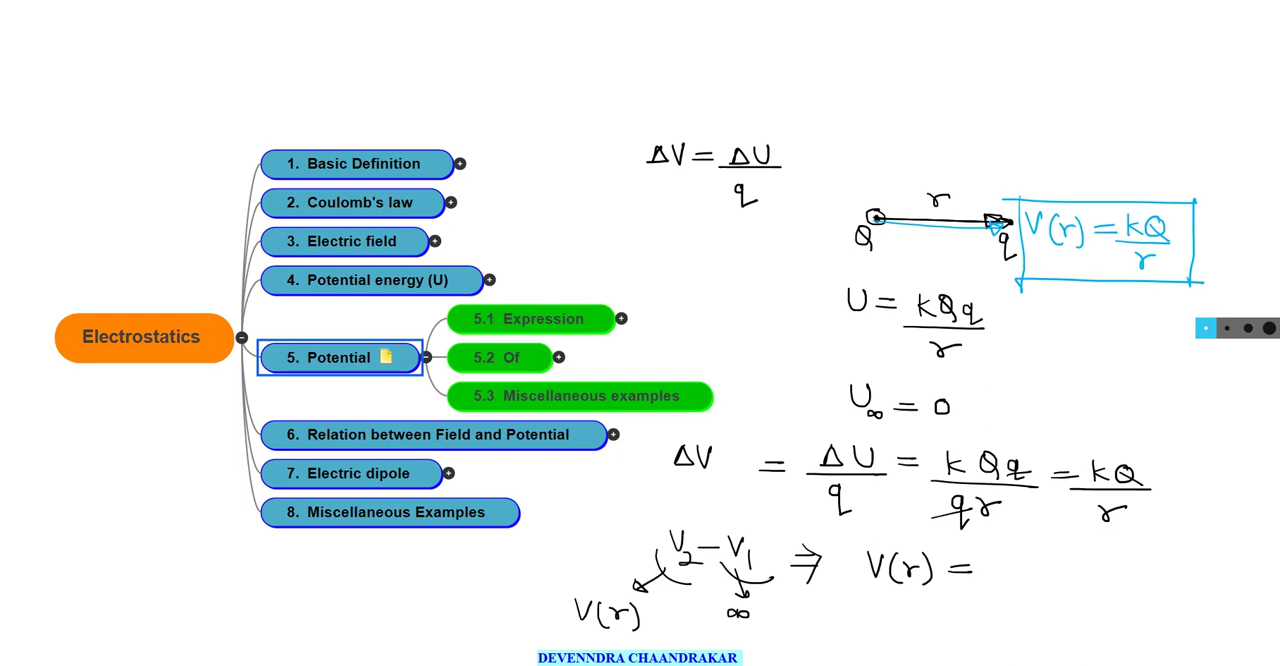 Electrostatics
1. Basic Definition
2. Coulomb's law
3. Electric field
4. Potential energy (U)
5. Potential
5.1 Expression
5.2 Of
5.3 Miscellaneous examples
6. Relation between Field and Potential
7. Electric dipole
8. Miscellaneous Examples
ΔV = ΔU / q
r
Q q
V(r) = kQ / r
U = kQq / r
U∞ = 0
ΔV = ΔU / q = kQq / qr = kQ / r
V₂ – V₁ ⇒ V(r) =
V(r) ∞
DEVENNDRA CHAANDRAKAR